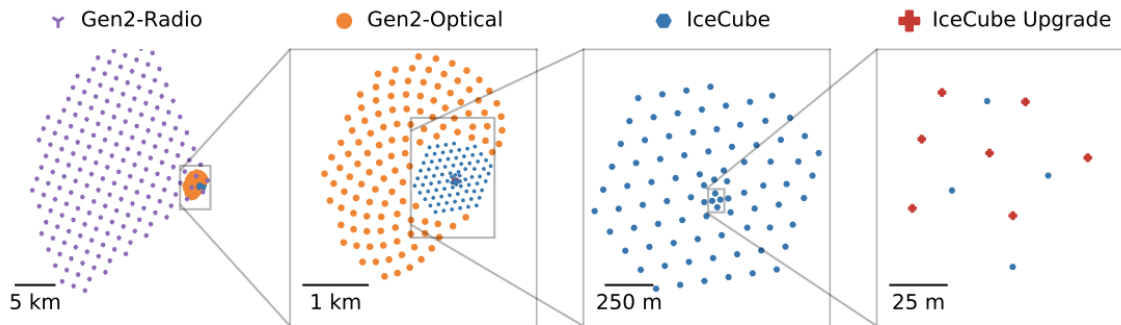 Gen2-Radio
Gen2-Optical
IceCube
IceCube Upgrade
5 km
1 km
250 m
25 m